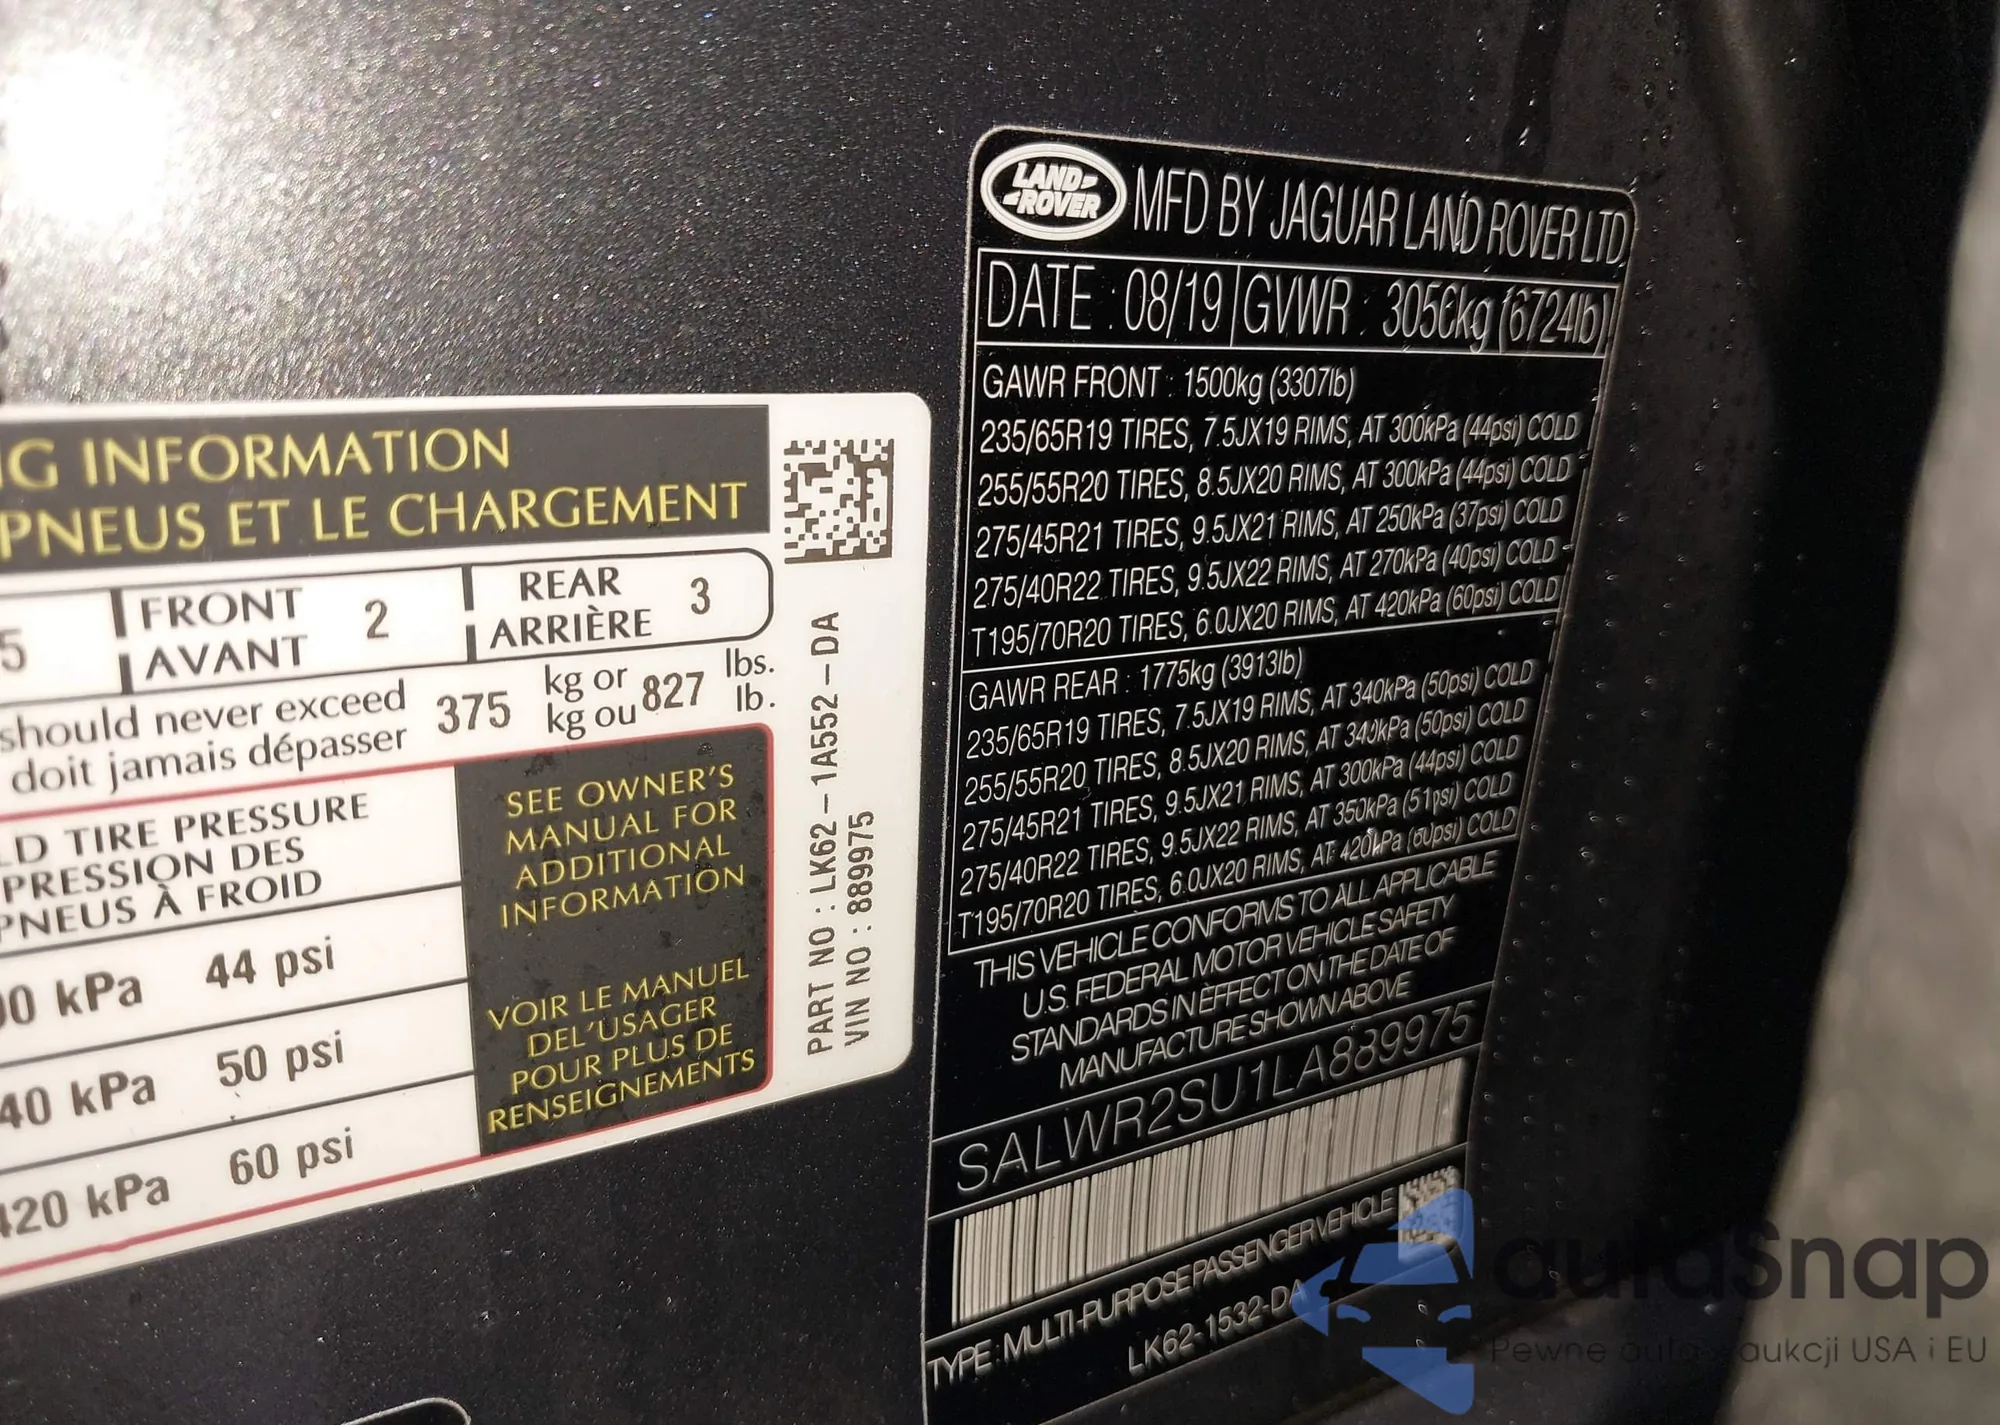 G INFORMATION
PNEUS ET LE CHARGEMENT
5
FRONT
AVANT
2
REAR
ARRIÈRE
3
should never exceed
doit jamais dépasser
375
kg or
kg ou
827
lbs.
lb.
LD TIRE PRESSURE
PRESSION DES
PNEUS À FROID
00 kPa 44 psi
40 kPa 50 psi
420 kPa 60 psi
SEE OWNER'S
MANUAL FOR
ADDITIONAL
INFORMATION
VOIR LE MANUEL
DEL'USAGER
POUR PLUS DE
RENSEIGNEMENTS
PART NO : LK62-1A552-DA
VIN NO : 889975
LAND
ROVER
MFD BY JAGUAR LAND ROVER LTD
DATE : 08/19 GVWR : 3050kg (6724lb)
GAWR FRONT : 1500kg (3307lb)
235/65R19 TIRES, 7.5JX19 RIMS, AT 300kPa (44psi) COLD
255/55R20 TIRES, 8.5JX20 RIMS, AT 300kPa (44psi) COLD
275/45R21 TIRES, 9.5JX21 RIMS, AT 250kPa (37psi) COLD
275/40R22 TIRES, 9.5JX22 RIMS, AT 270kPa (40psi) COLD
T195/70R20 TIRES, 6.0JX20 RIMS, AT 420kPa (60psi) COLD
GAWR REAR : 1775kg (3913lb)
235/65R19 TIRES, 7.5JX19 RIMS, AT 340kPa (50psi) COLD
255/55R20 TIRES, 8.5JX20 RIMS, AT 340kPa (50psi) COLD
275/45R21 TIRES, 9.5JX21 RIMS, AT 300kPa (44psi) COLD
275/40R22 TIRES, 9.5JX22 RIMS, AT 350kPa (51psi) COLD
T195/70R20 TIRES, 6.0JX20 RIMS, AT 420kPa (60psi) COLD
THIS VEHICLE CONFORMS TO ALL APPLICABLE
U.S. FEDERAL MOTOR VEHICLE SAFETY
STANDARDS IN EFFECT ON THE DATE OF
MANUFACTURE SHOWN ABOVE
SALWR2SU1LA889975
TYPE : MULTI-PURPOSE PASSENGER VEHICLE
LK62-1532-DA
auraSnap
Pewne auta z aukcji USA i EU